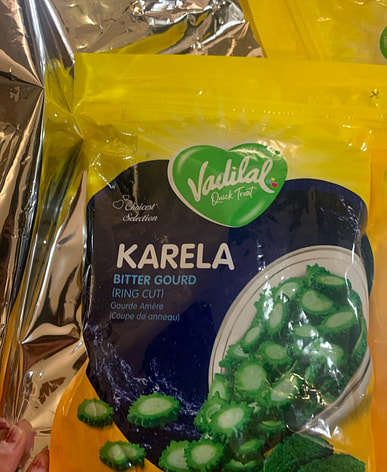 Vadilal
Quick Treat
Choicest
Selection
KARELA
BITTER GOURD
(RING CUT)
Gourde Amère
(Coupe de anneau)